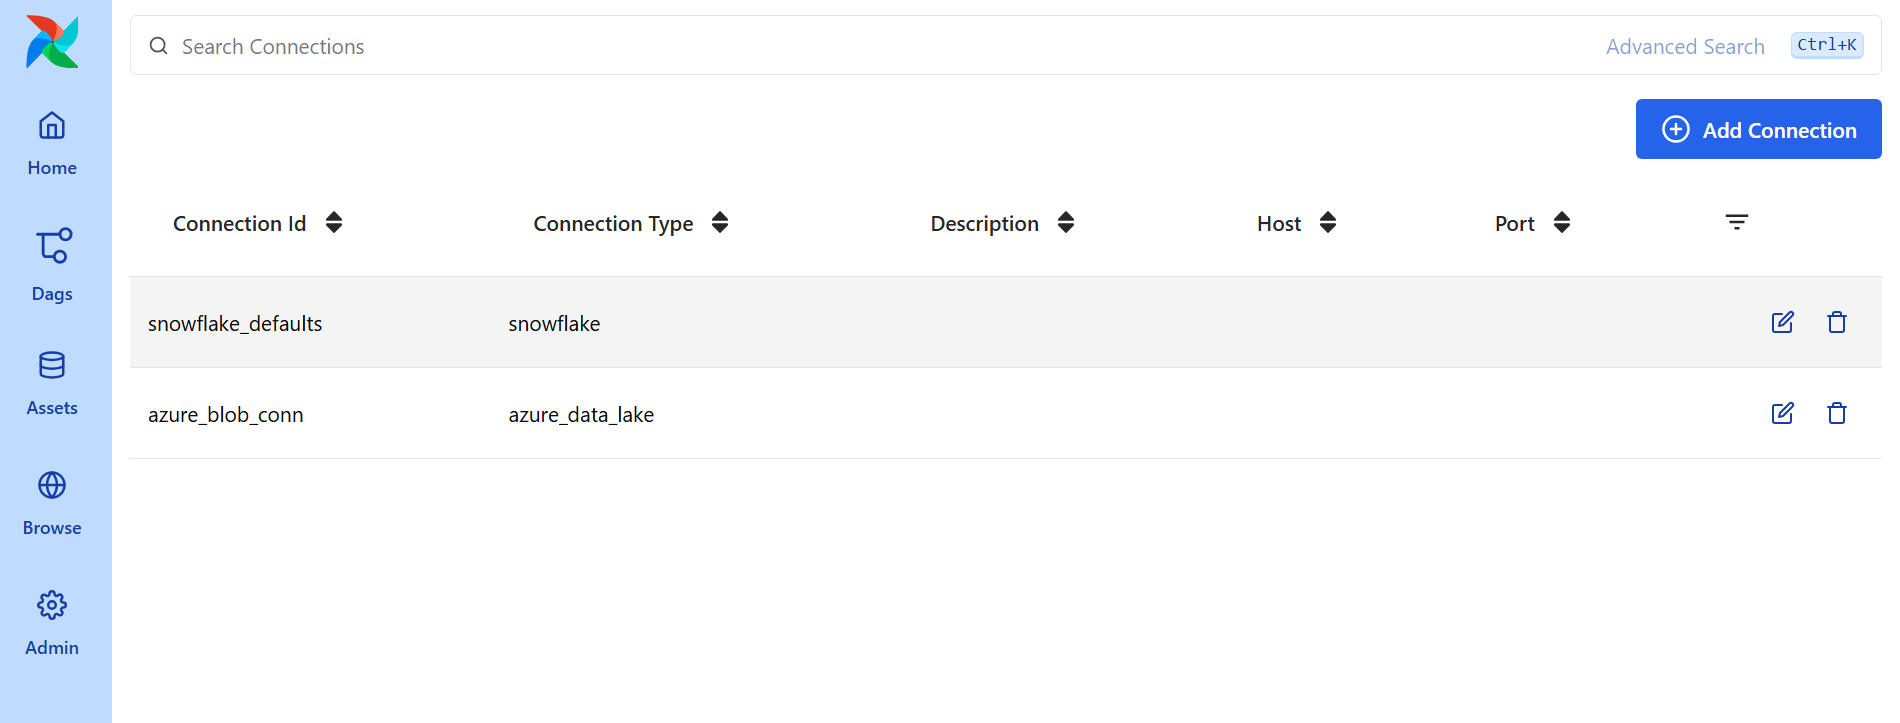 Search Connections Advanced Search Ctrl+K
Add Connection
Home
Connection Id Connection Type Description Host Port
Dags
snowflake_defaults snowflake
Assets
azure_blob_conn azure_data_lake
Browse
Admin